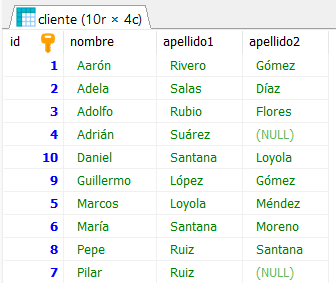 cliente (10r × 4c)
id nombre apellido1 apellido2
1 Aarón Rivero Gómez
2 Adela Salas Díaz
3 Adolfo Rubio Flores
4 Adrián Suárez (NULL)
10 Daniel Santana Loyola
9 Guillermo López Gómez
5 Marcos Loyola Méndez
6 María Santana Moreno
8 Pepe Ruiz Santana
7 Pilar Ruiz (NULL)